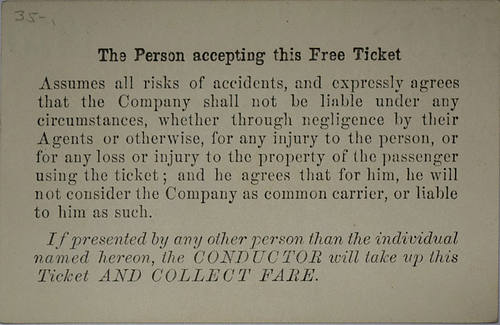 35-.
The Person accepting this Free Ticket
Assumes all risks of accidents, and expressly agrees
that the Company shall not be liable under any
circumstances, whether through negligence by their
Agents or otherwise, for any injury to the person, or
for any loss or injury to the property of the passenger
using the ticket; and he agrees that for him, he will
not consider the Company as common carrier, or liable
to him as such.
If presented by any other person than the individual
named hereon, the CONDUCTOR will take up this
Ticket AND COLLECT FARE.